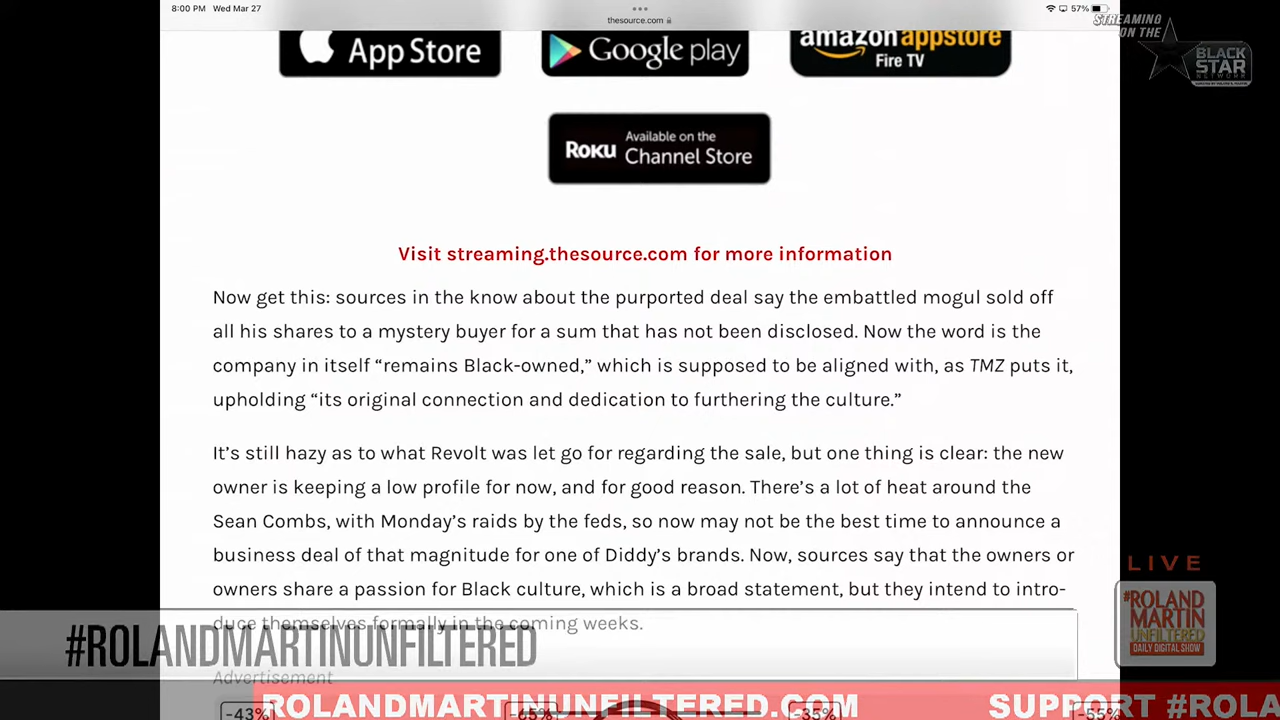 8:00 PM Wed Mar 27
thesource.com
57%
STREAMING
ON THE
BLACK
STAR
NETWORK
App Store
Google play
amazon appstore
Fire TV
ROKU
Available on the
Channel Store
Visit streaming.thesource.com for more information
Now get this: sources in the know about the purported deal say the embattled mogul sold off
all his shares to a mystery buyer for a sum that has not been disclosed. Now the word is the
company in itself “remains Black-owned,” which is supposed to be aligned with, as TMZ puts it,
upholding “its original connection and dedication to furthering the culture.”
It’s still hazy as to what Revolt was let go for regarding the sale, but one thing is clear: the new
owner is keeping a low profile for now, and for good reason. There’s a lot of heat around the
Sean Combs, with Monday’s raids by the feds, so now may not be the best time to announce a
business deal of that magnitude for one of Diddy’s brands. Now, sources say that the owners or
owners share a passion for Black culture, which is a broad statement, but they intend to intro-
duce themselves formally in the coming weeks.
Advertisement
-43%
-65%
-35%
-55%
LIVE
#ROLAND
MARTIN
UNFILTERED
DAILY DIGITAL SHOW
#ROLANDMARTINUNFILTERED
ROLANDMARTINUNFILTERED.COM SUPPORT #ROLA